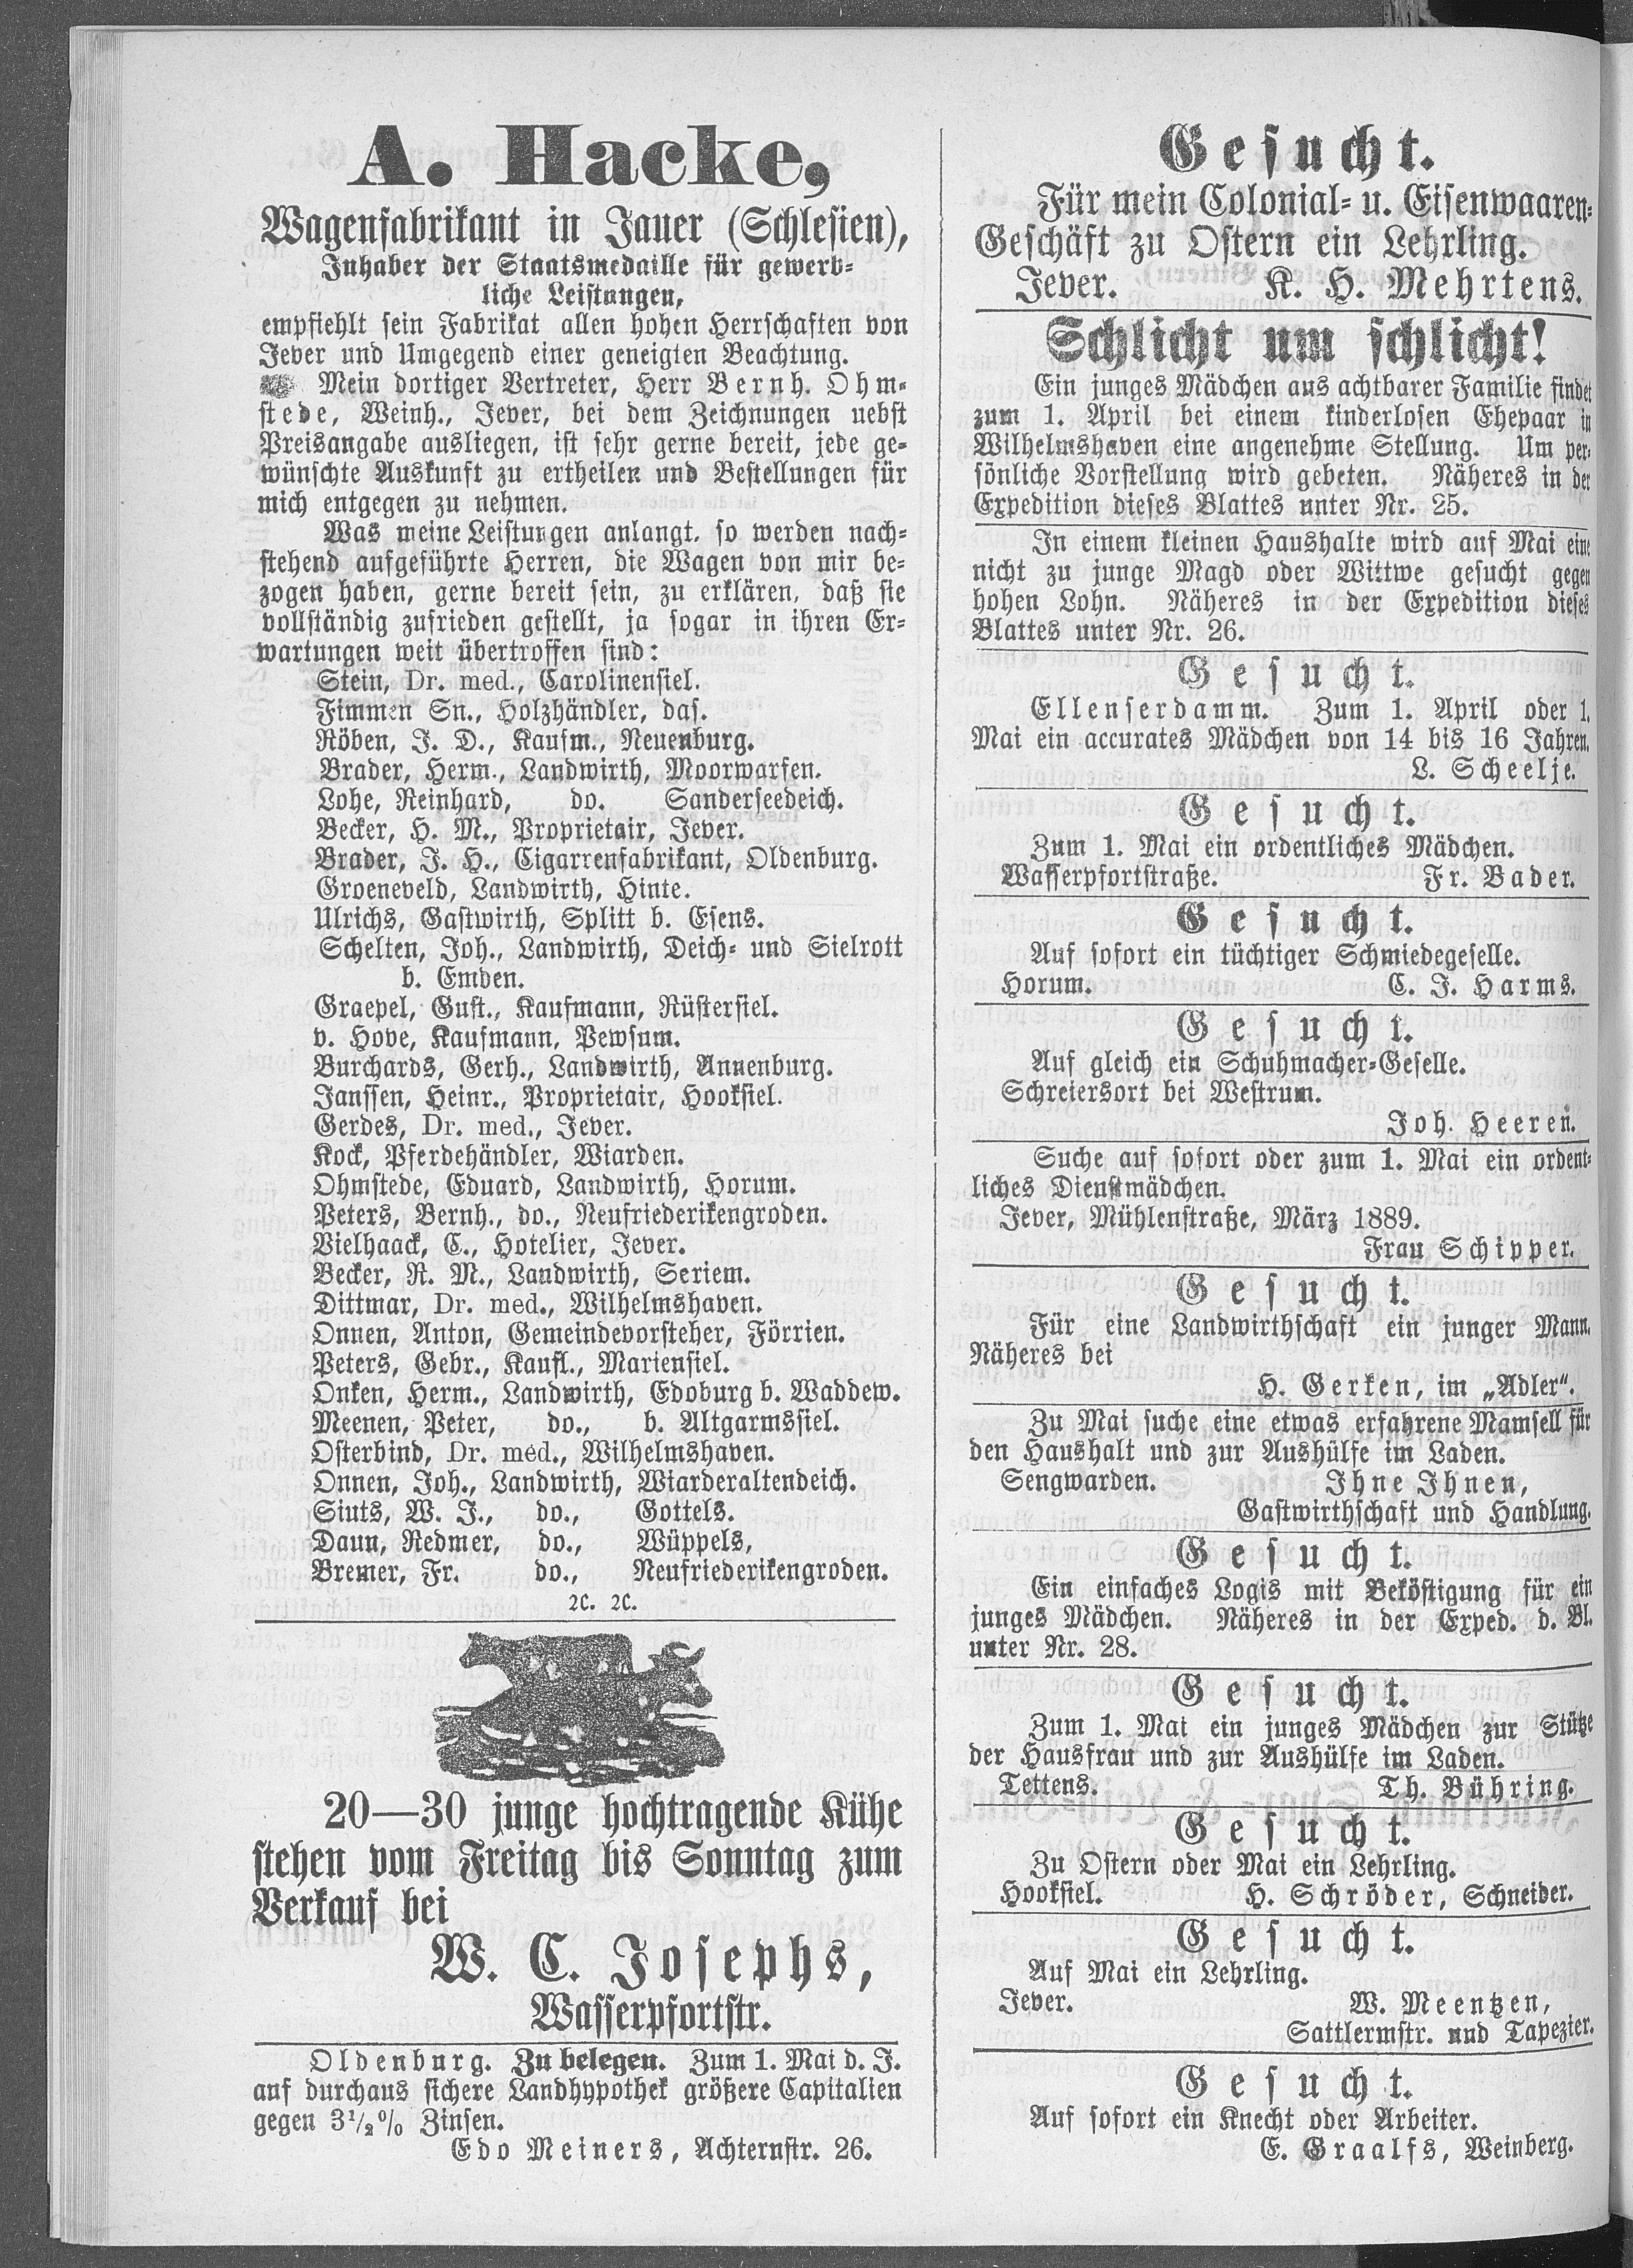 A. Hacke,
Wagenfabrikant in Jauer (Schlesien),
Inhaber der Staatsmedaille für gewerb-
liche Leistungen,
empfiehlt sein Fabrikat allen hohen Herrschaften von
Jever und Umgegend einer geneigten Beachtung.
Mein dortiger Vertreter, Herr Bernh. Ohm-
stede, Weinh., Jever, bei dem Zeichnungen nebst
Preisangabe ausliegen, ist sehr gerne bereit, jede ge-
wünschte Auskunft zu ertheilen und Bestellungen für
mich entgegen zu nehmen.
Was meine Leistungen anlangt, so werden nach-
stehend aufgeführte Herren, die Wagen von mir be-
zogen haben, gerne bereit sein, zu erklären, daß sie
vollständig zufrieden gestellt, ja sogar in ihren Er-
wartungen weit übertroffen sind:
Stein, Dr. med., Carolinensiel.
Fimmen Sn., Holzhändler, das.
Röben, J. D., Kaufm., Neuenburg.
Brader, Herm., Landwirth, Moorwarfen.
Lohe, Reinhard, do. Sanderseedeich.
Becker, H. M., Proprietair, Jever.
Brader, J. H., Cigarrenfabrikant, Oldenburg.
Groeneveld, Landwirth, Hinte.
Ulrichs, Gastwirth, Splitt b. Esens.
Schelten, Joh., Landwirth, Deich- und Sielrott
b. Emden.
Graepel, Gust., Kaufmann, Rüstersiel.
v. Hove, Kaufmann, Pewsum.
Burchards, Gerh., Landwirth, Annenburg.
Janssen, Heinr., Proprietair, Hooksiel.
Gerdes, Dr. med., Jever.
Kock, Pferdehändler, Wiarden.
Ohmstede, Eduard, Landwirth, Horum.
Peters, Bernh., do., Neufriederikengroden.
Vielhaack, C., Hotelier, Jever.
Becker, R. M., Landwirth, Seriem.
Dittmar, Dr. med., Wilhelmshaven.
Onnen, Anton, Gemeindevorsteher, Förrien.
Peters, Gebr., Kaufl., Mariensiel.
Onken, Herm., Landwirth, Edoburg b. Waddew.
Meenen, Peter, do., b. Altgarmssiel.
Osterbind, Dr. med., Wilhelmshaven.
Onnen, Joh., Landwirth, Wiarderaltendeich.
Siuts, W. J., do., Gottels.
Daun, Redmer, do., Wüppels,
Bremer, Fr. do., Neufriederikengroden.
2c. 2c.
20—30 junge hochtragende Kühe
stehen vom Freitag bis Sonntag zum
Verkauf bei
W. C. Josephs,
Wasserpfortstr.
Oldenburg. Zu belegen. Zum 1. Mai d. J.
auf durchaus sichere Landhypothek größere Capitalien
gegen 3½% Zinsen.
Edo Meiners, Achternstr. 26.
Gesucht.
Für mein Colonial- u. Eisenwaaren-
Geschäft zu Ostern ein Lehrling.
Jever. K. H. Mehrtens.
Schlicht um schlicht!
Ein junges Mädchen aus achtbarer Familie findet
zum 1. April bei einem kinderlosen Ehepaar in
Wilhelmshaven eine angenehme Stellung. Um per-
sönliche Vorstellung wird gebeten. Näheres in der
Expedition dieses Blattes unter Nr. 25.
In einem kleinen Haushalte wird auf Mai eine
nicht zu junge Magd oder Wittwe gesucht gegen
hohen Lohn. Näheres in der Expedition dieses
Blattes unter Nr. 26.
Gesucht.
Ellenserdamm. Zum 1. April oder 1.
Mai ein accurates Mädchen von 14 bis 16 Jahren.
L. Scheelje.
Gesucht.
Zum 1. Mai ein ordentliches Mädchen.
Wasserpfortstraße. Fr. Bader.
Gesucht.
Auf sofort ein tüchtiger Schmiedegeselle.
Horum. C. J. Harms.
Gesucht.
Auf gleich ein Schuhmacher-Geselle.
Schreiersort bei Westrum.
Joh. Heeren.
Suche auf sofort oder zum 1. Mai ein ordent-
liches Dienstmädchen.
Jever, Mühlenstraße, März 1889.
Frau Schipper.
Gesucht.
Für eine Landwirthschaft ein junger Mann.
Näheres bei
H. Gerken, im „Adler“.
Zu Mai suche eine etwas erfahrene Mamsell für
den Haushalt und zur Aushülfe im Laden.
Sengwarden. Ihne Ihnen,
Gastwirthschaft und Handlung.
Gesucht.
Ein einfaches Logis mit Beköstigung für ein
junges Mädchen. Näheres in der Exped. d. Bl.
unter Nr. 28.
Gesucht.
Zum 1. Mai ein junges Mädchen zur Stütze
der Hausfrau und zur Aushülfe im Laden.
Tettens. Th. Bühring.
Gesucht.
Zu Ostern oder Mai ein Lehrling.
Hooksiel. H. Schröder, Schneider.
Gesucht.
Auf Mai ein Lehrling.
Jever. W. Meentzen,
Sattlermstr. und Tapezier.
Gesucht.
Auf sofort ein Knecht oder Arbeiter.
E. Graalfs, Weinberg.